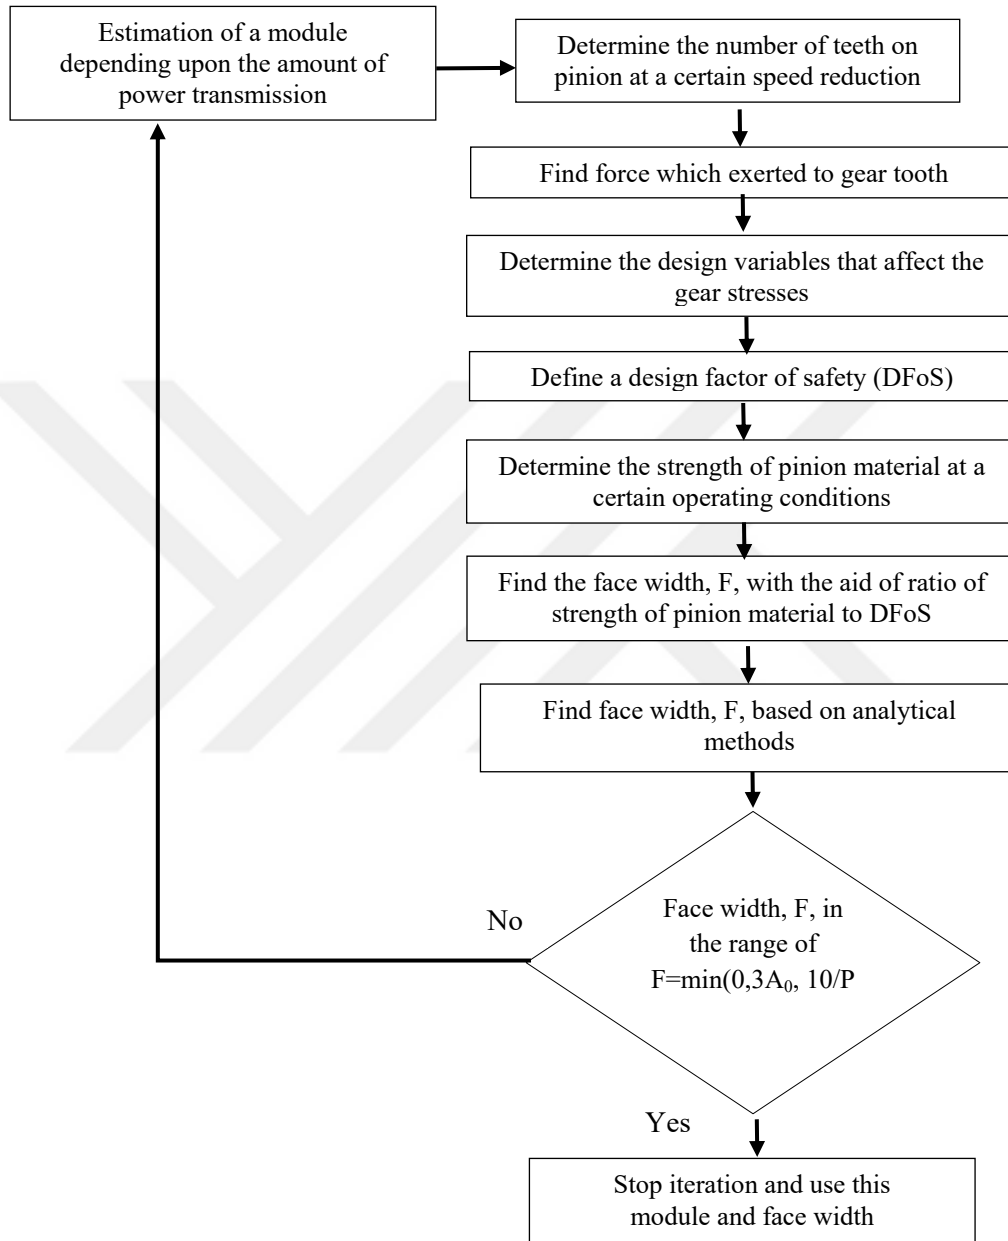 Estimation of a module
depending upon the amount of
power transmission
Determine the number of teeth on
pinion at a certain speed reduction
Find force which exerted to gear tooth
Determine the design variables that affect the
gear stresses
Define a design factor of safety (DFoS)
Determine the strength of pinion material at a
certain operating conditions
Find the face width, F, with the aid of ratio of
strength of pinion material to DFoS
Find face width, F, based on analytical
methods
Face width, F, in
the range of
F=min(0,3A₀, 10/P
No
Yes
Stop iteration and use this
module and face width